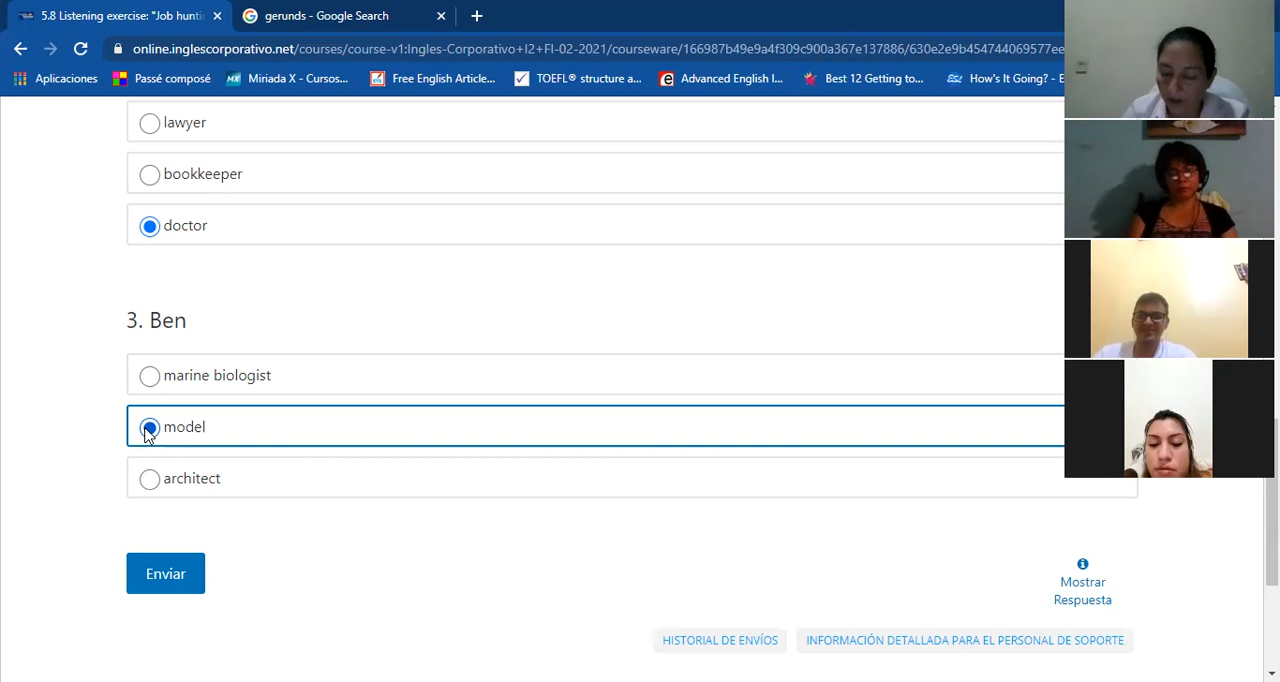 5.8 Listening exercise: "Job hunti
gerunds - Google Search
online.inglescorporativo.net/courses/course-v1:Ingles-Corporativo+I2+FI-02-2021/courseware/166987b49e9a4f309c900a367e137886/630e2e9b454744069577ee
Aplicaciones
Passé composé
Miriada X - Cursos...
Free English Article...
TOEFL® structure a...
Advanced English l...
Best 12 Getting to...
How's It Going? - E
lawyer
bookkeeper
doctor
3. Ben
marine biologist
model
architect
Enviar
Mostrar
Respuesta
HISTORIAL DE ENVÍOS
INFORMACIÓN DETALLADA PARA EL PERSONAL DE SOPORTE